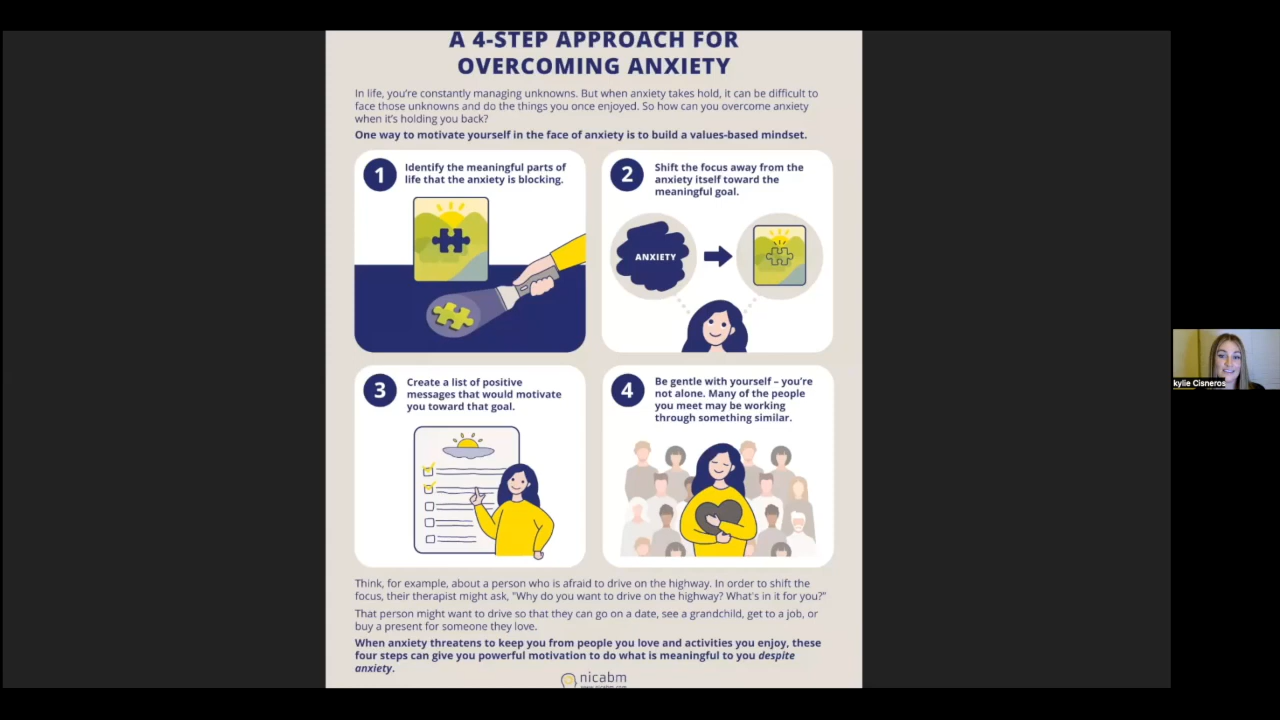 A 4-STEP APPROACH FOR
OVERCOMING ANXIETY
In life, you're constantly managing unknowns. But when anxiety takes hold, it can be difficult to
face those unknowns and do the things you once enjoyed. So how can you overcome anxiety
when it's holding you back?
One way to motivate yourself in the face of anxiety is to build a values-based mindset.
1
Identify the meaningful parts of
life that the anxiety is blocking.
2
Shift the focus away from the
anxiety itself toward the
meaningful goal.
ANXIETY
3
Create a list of positive
messages that would motivate
you toward that goal.
4
Be gentle with yourself – you're
not alone. Many of the people
you meet may be working
through something similar.
Think, for example, about a person who is afraid to drive on the highway. In order to shift the
focus, their therapist might ask, "Why do you want to drive on the highway? What's in it for you?"
That person might want to drive so that they can go on a date, see a grandchild, get to a job, or
buy a present for someone they love.
When anxiety threatens to keep you from people you love and activities you enjoy, these
four steps can give you powerful motivation to do what is meaningful to you despite
anxiety.
nicabm
kylie Cisneros